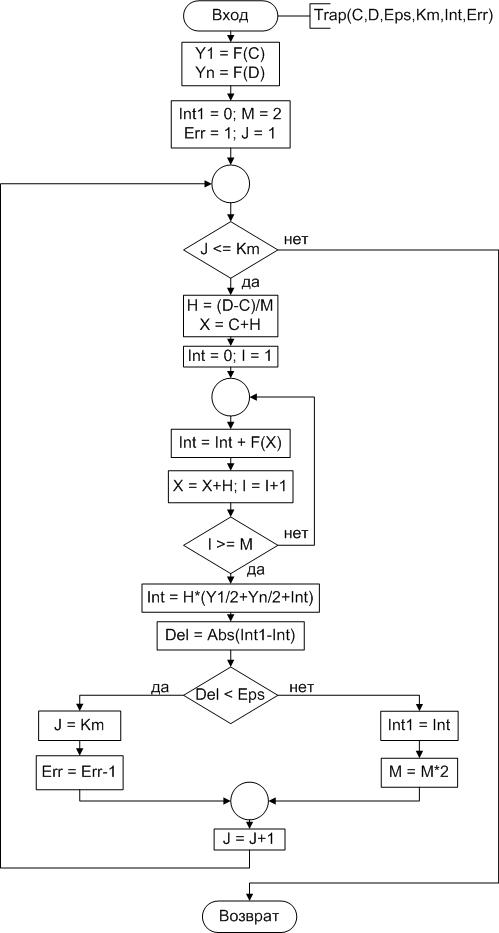 Вход
Trap(C,D,Eps,Km,Int,Err)
Y1 = F(C)
Yn = F(D)
Int1 = 0; M = 2
Err = 1; J = 1
J <= Km
нет
да
H = (D-C)/M
X = C+H
Int = 0; I = 1
Int = Int + F(X)
X = X+H; I = I+1
I >= M
нет
да
Int = H*(Y1/2+Yn/2+Int)
Del = Abs(Int1-Int)
да
Del < Eps
нет
J = Km
Int1 = Int
Err = Err-1
M = M*2
J = J+1
Возврат